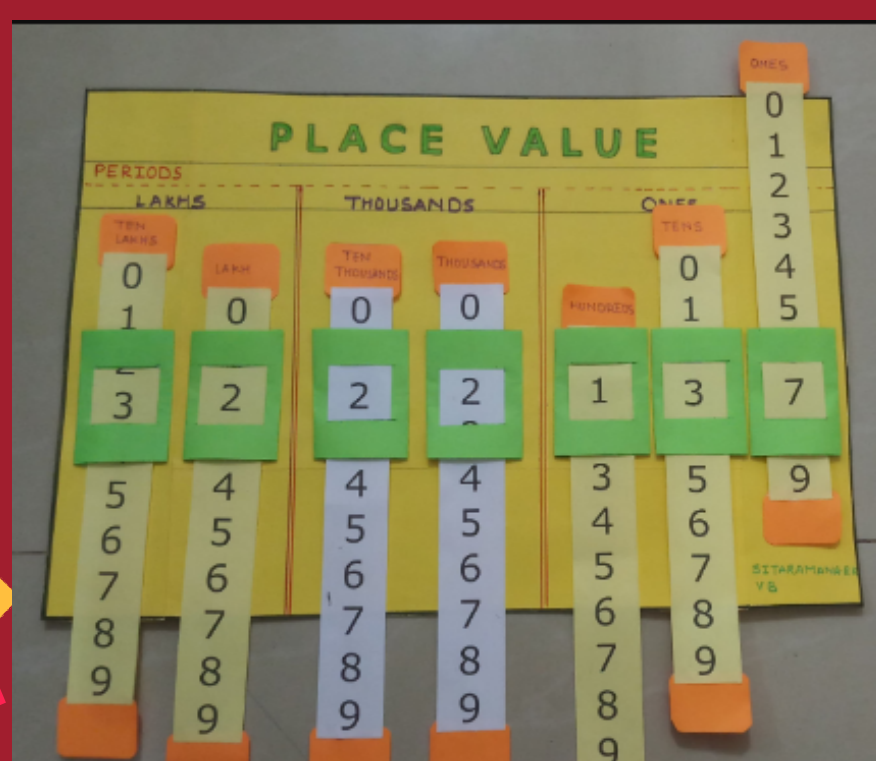 ONES
PLACE VALUE
PERIODS
LAKHS THOUSANDS ONES
TEN LAKHS LAKH TEN THOUSANDS THOUSANDS HUNDREDS TENS
0 0 0 0 0 0
1 1 1
2
3
4
5
3 2 2 2 1 3 7
5 4 4 4 3 5 9
6 5 5 5 4 6
7 6 6 6 5 7
8 7 7 7 6 8
9 8 8 8 7 9
9 9 9 8
9
VB